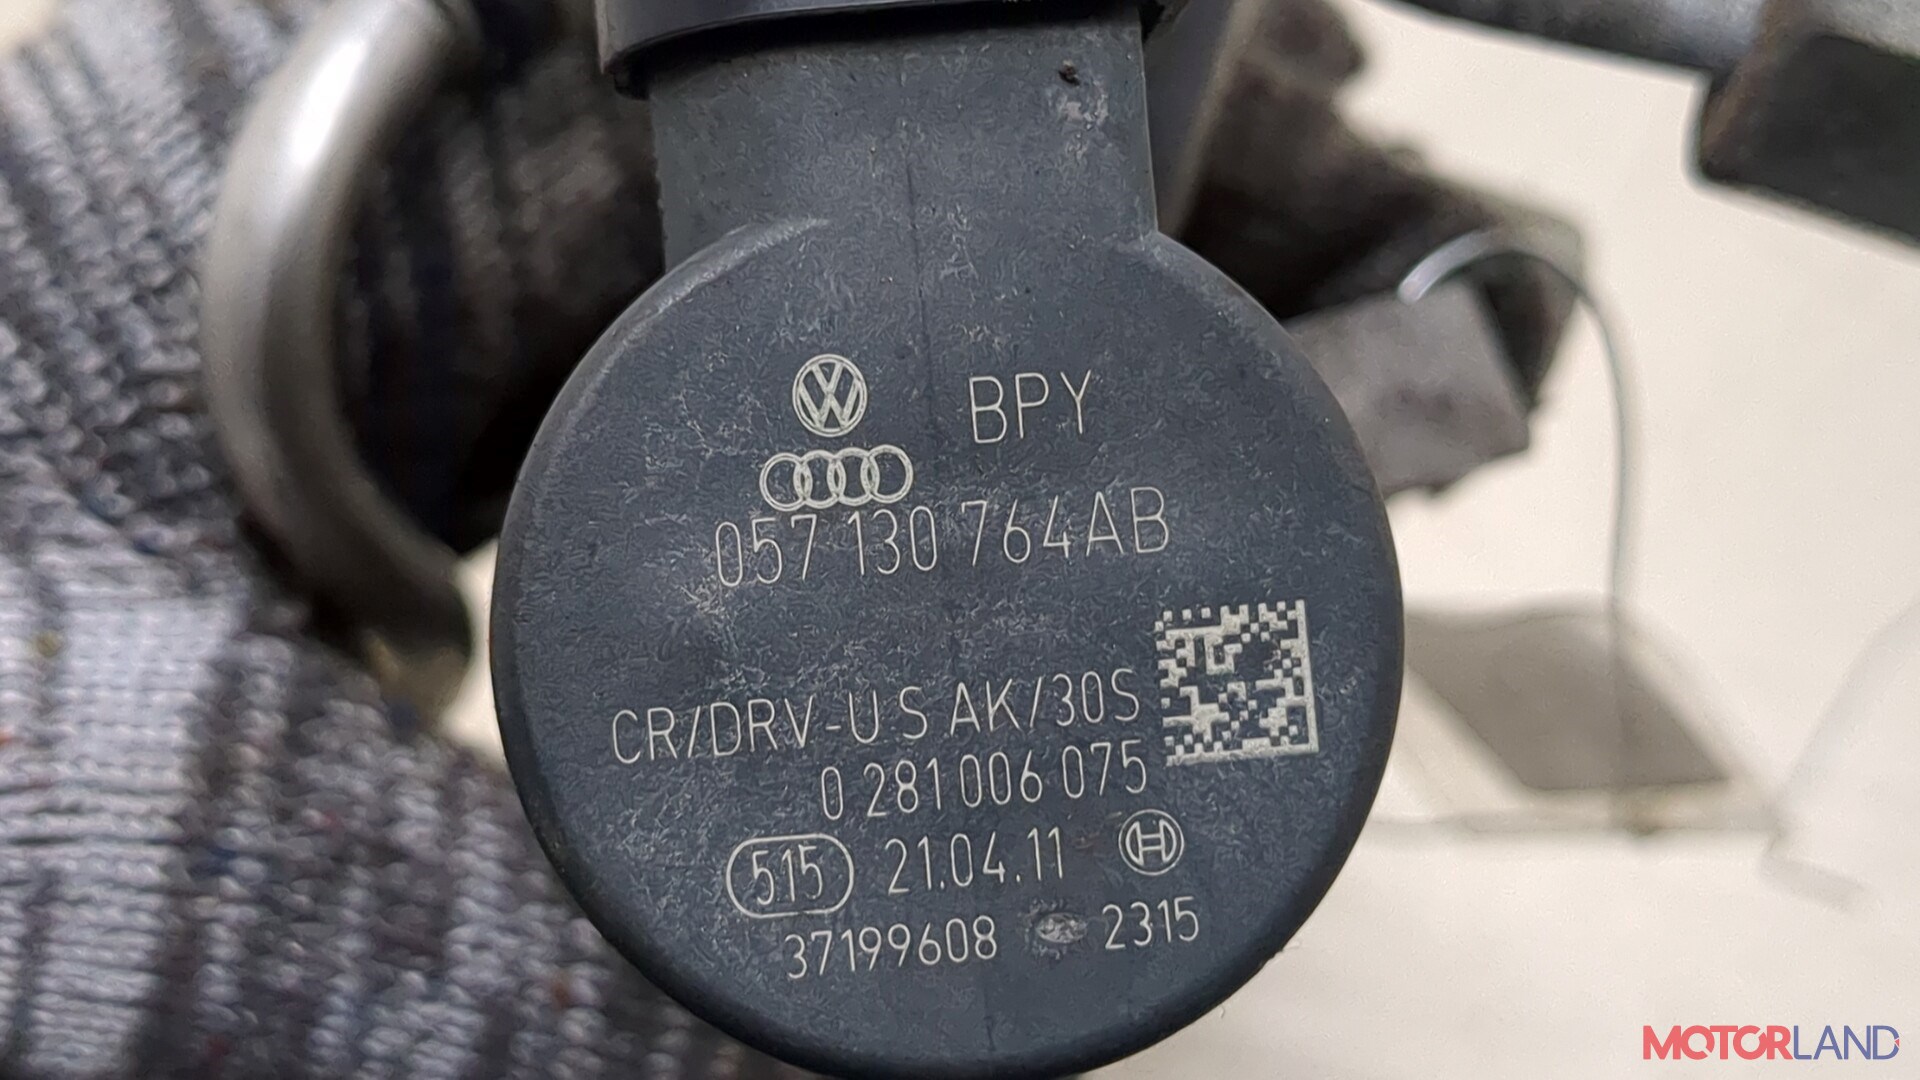 BPY
057 130 764AB
CR/DRV-U S AK/30S
0 281 006 075
515 21.04.11
37199608 2315
MOTORLAND